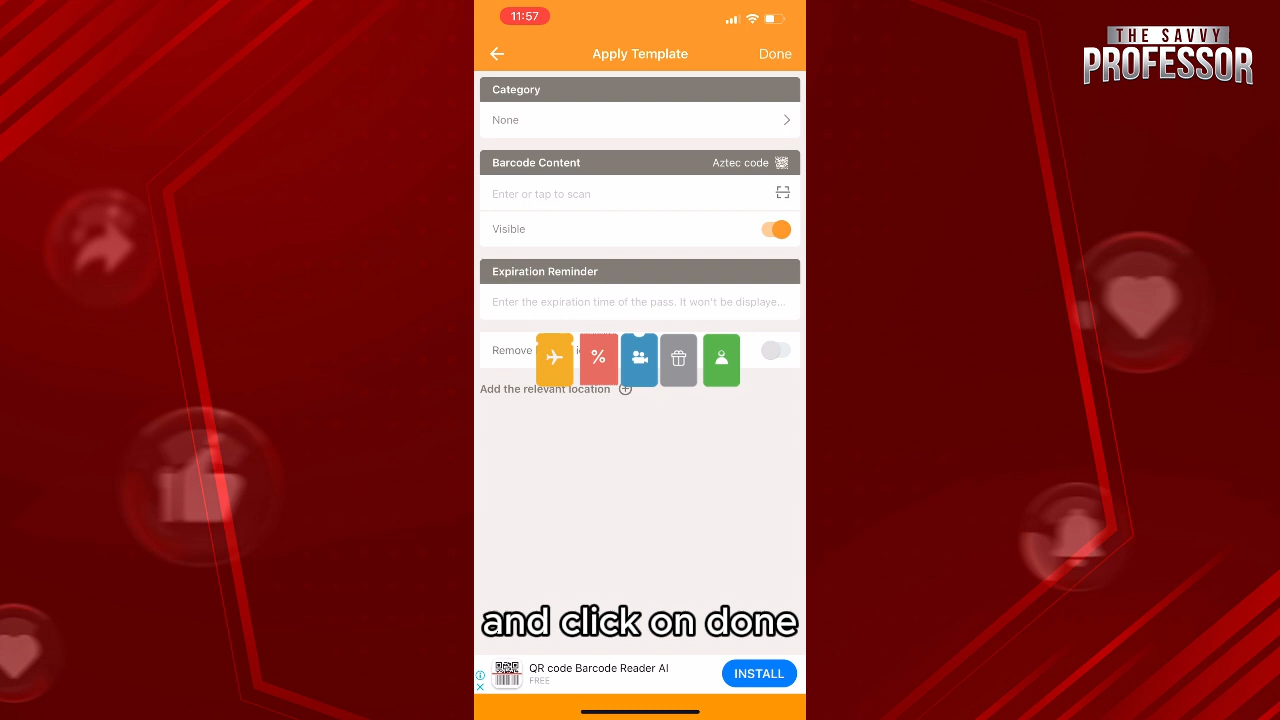 11:57
THE SAVVY
PROFESSOR
Apply Template
Done
Category
None
Barcode Content
Aztec code
Enter or tap to scan
Visible
Expiration Reminder
Enter the expiration time of the pass. It won't be displaye...
Remove
%
Add the relevant location
and click on done
QR code Barcode Reader AI
FREE
INSTALL